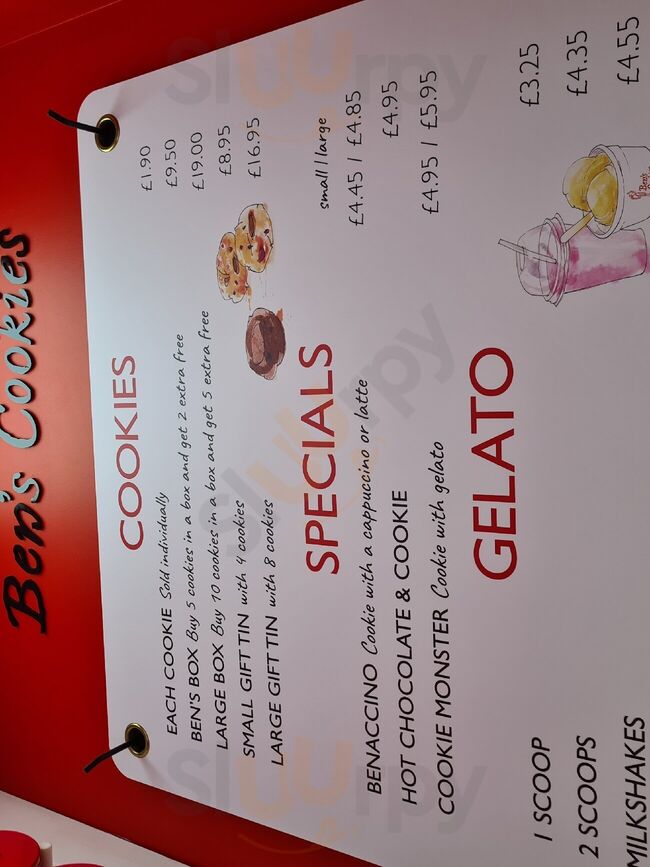 Ben's Cookies
COOKIES
EACH COOKIE Sold individually £1.90
BEN'S BOX Buy 5 cookies in a box and get 2 extra free £9.50
LARGE BOX Buy 10 cookies in a box and get 5 extra free £19.00
SMALL GIFT TIN with 4 cookies £8.95
LARGE GIFT TIN with 8 cookies £16.95
SPECIALS
small | large
BENACCINO Cookie with a cappuccino or latte £4.45 | £4.85
HOT CHOCOLATE & COOKIE £4.95
COOKIE MONSTER Cookie with gelato £4.95 | £5.95
GELATO
1 SCOOP £3.25
2 SCOOPS £4.35
MILKSHAKES £4.55
Ben's
Sluurpy
Sluurpy
Sluurpy